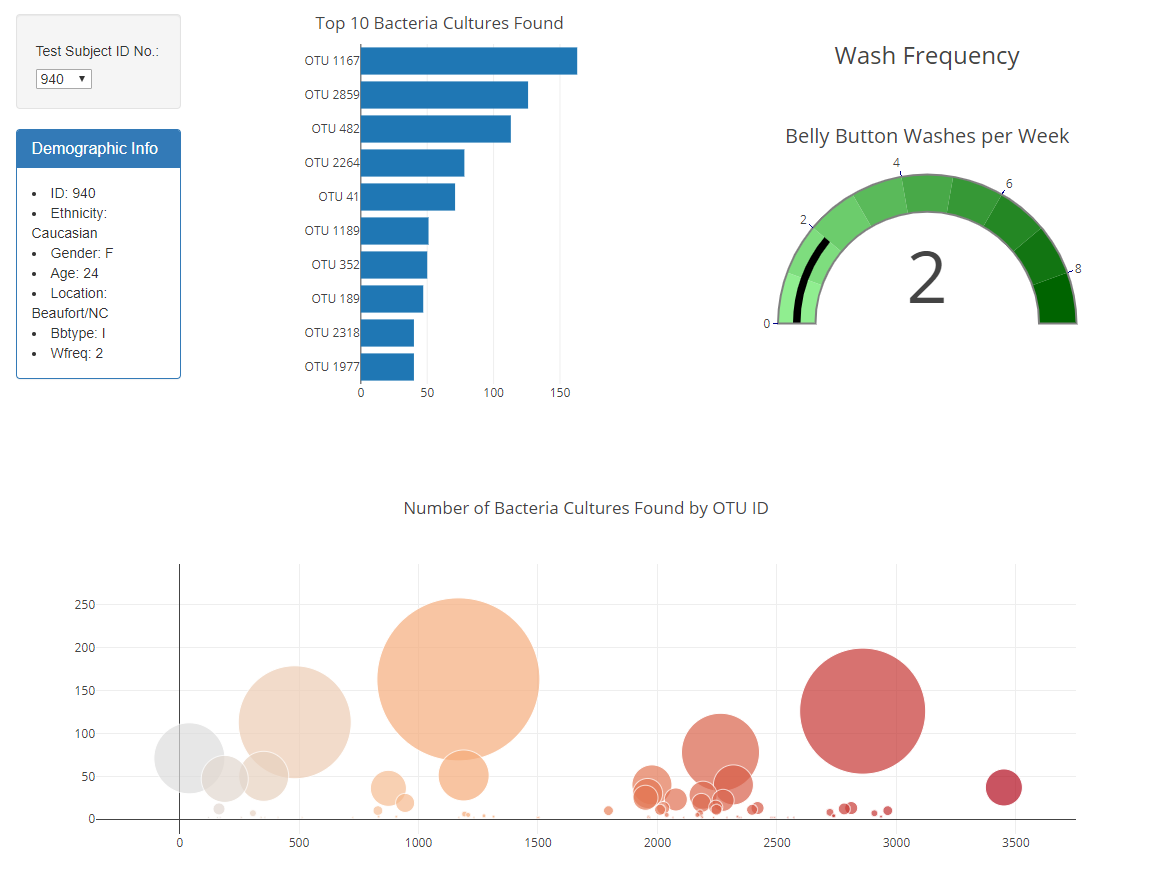 Test Subject ID No.:
940
Demographic Info
ID: 940
Ethnicity:
Caucasian
Gender: F
Age: 24
Location:
Beaufort/NC
Bbtype: I
Wfreq: 2
Top 10 Bacteria Cultures Found
OTU 1167
OTU 2859
OTU 482
OTU 2264
OTU 41
OTU 1189
OTU 352
OTU 189
OTU 2318
OTU 1977
0 50 100 150
Wash Frequency
Belly Button Washes per Week
0
2
4
6
8
2
Number of Bacteria Cultures Found by OTU ID
250
200
150
100
50
0
0 500 1000 1500 2000 2500 3000 3500